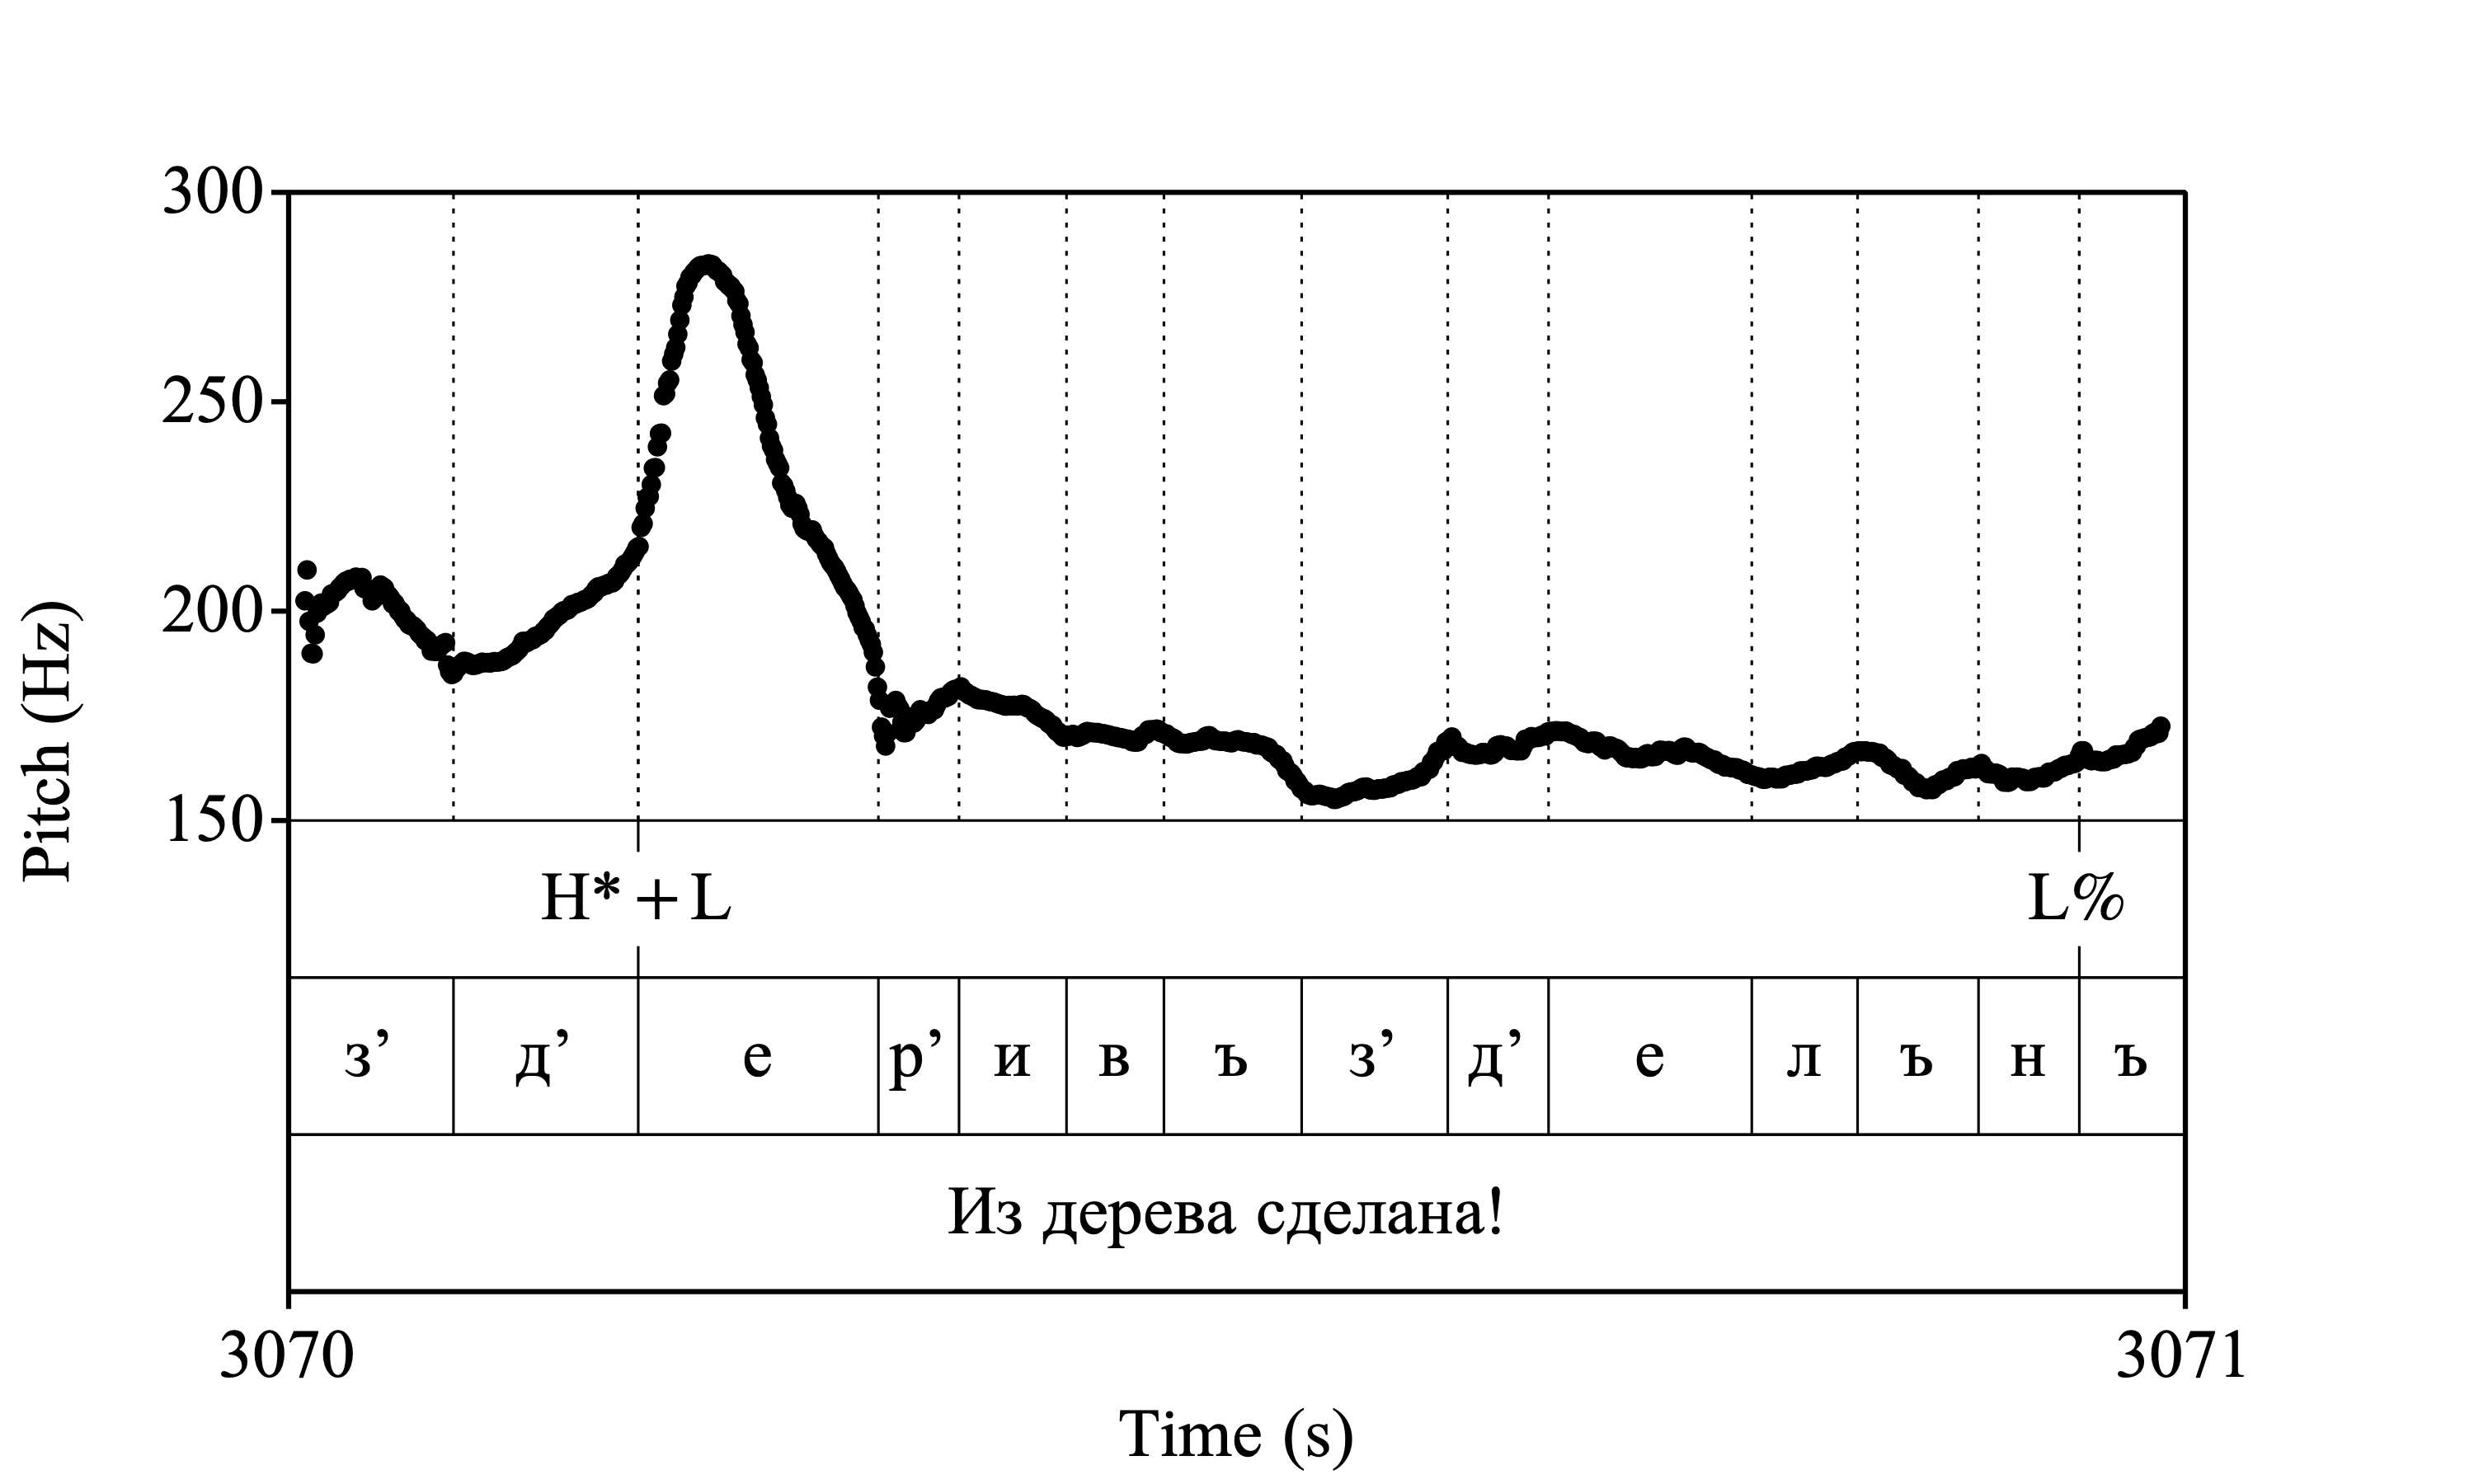 300
250
200
150
Pitch (Hz)
H*+L L%
з’ д’ е р’ и в ъ з’ д’ е л ъ н ъ
Из дерева сделана!
3070 3071
Time (s)